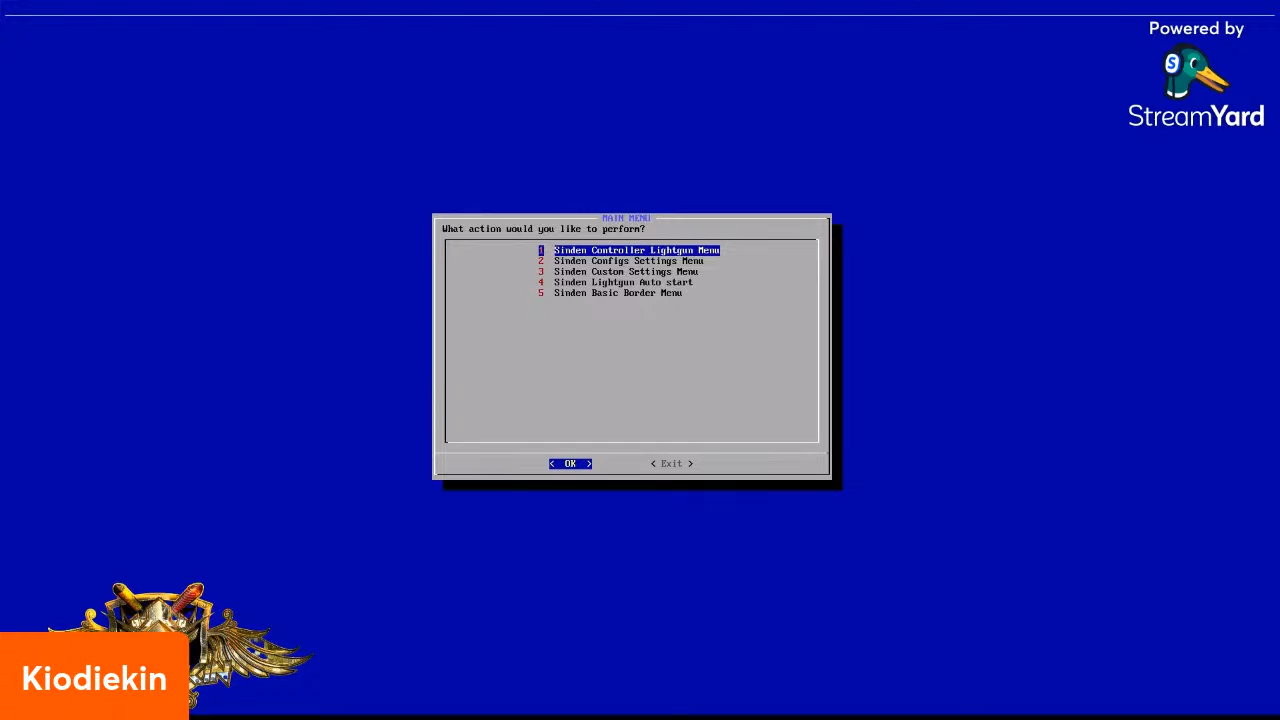 Powered by
StreamYard
MAIN MENU
What action would you like to perform?
1 Sinden Controller Lightgun Menu
2 Sinden Configs Settings Menu
3 Sinden Custom Settings Menu
4 Sinden Lightgun Auto start
5 Sinden Basic Border Menu
< OK > < Exit >
Kiodiekin